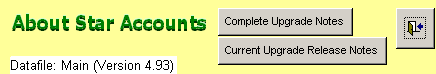 About Star Accounts
Complete Upgrade Notes
Current Upgrade Release Notes
Datafile: Main (Version 4.93)